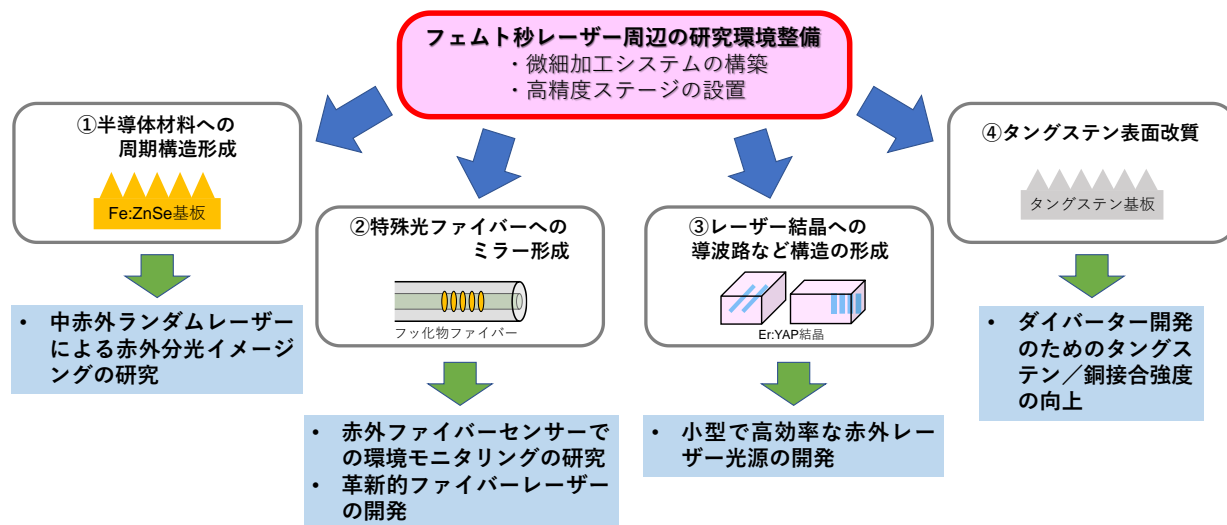 フェムト秒レーザー周辺の研究環境整備
・微細加工システムの構築
・高精度ステージの設置
①半導体材料への
周期構造形成
Fe:ZnSe基板
②特殊光ファイバーへの
ミラー形成
フッ化物ファイバー
③レーザー結晶への
導波路など構造の形成
Er:YAP結晶
④タングステン表面改質
タングステン基板
• 中赤外ランダムレーザー
による赤外分光イメージ
ングの研究
• 赤外ファイバーセンサーで
の環境モニタリングの研究
• 革新的ファイバーレーザー
の開発
• 小型で高効率な赤外レー
ザー光源の開発
• ダイバーター開発
のためのタングス
テン／銅接合強度
の向上